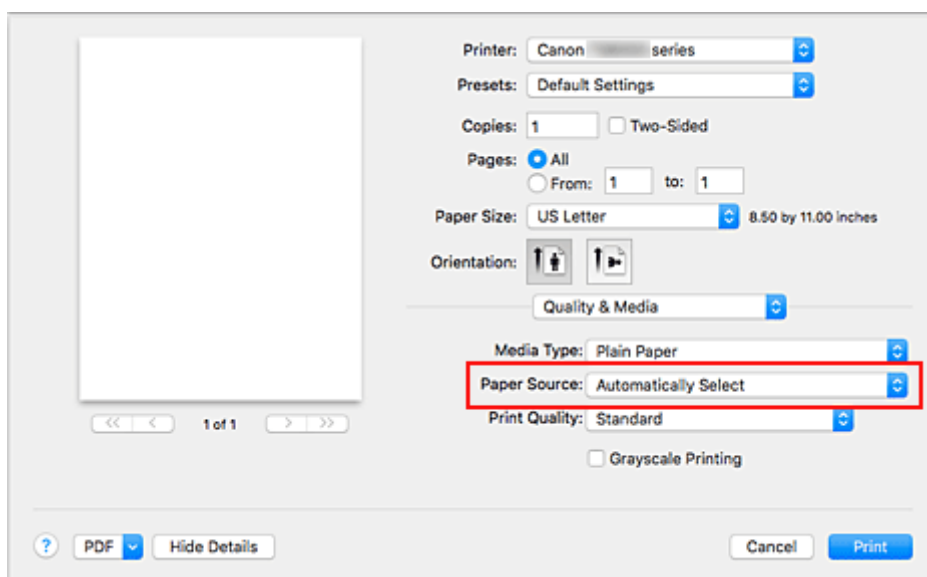 Printer: Canon series
Presets: Default Settings
Copies: 1 Two-Sided
Pages: All
From: 1 to: 1
Paper Size: US Letter 8.50 by 11.00 inches
Orientation:
Quality & Media
Media Type: Plain Paper
Paper Source: Automatically Select
Print Quality: Standard
1 of 1
Grayscale Printing
? PDF Hide Details Cancel Print